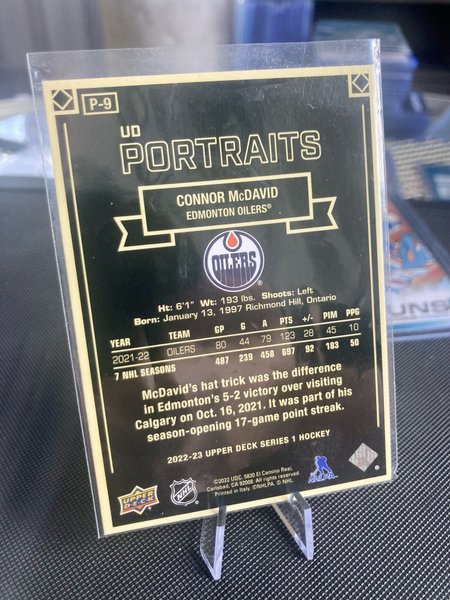 P-9
UD
PORTRAITS
CONNOR McDAVID
EDMONTON OILERS®
OILERS®
Ht: 6'1" Wt: 193 lbs. Shoots: Left
Born: January 13, 1997 Richmond Hill, Ontario
YEAR TEAM GP G A PTS +/- PIM PPG
2021-22 OILERS 80 44 79 123 28 45 10
7 NHL SEASONS 487 239 458 697 92 183 50
McDavid's hat trick was the difference
in Edmonton's 5-2 victory over visiting
Calgary on Oct. 16, 2021. It was part of his
season-opening 17-game point streak.
2022-23 UPPER DECK SERIES 1 HOCKEY
©2022 UDC. 5830 El Camino Real,
Carlsbad, CA 92008. All rights reserved.
Printed in Italy. ©NHLPA. © NHL.
UPPER
DECK
NHL
NHLPA
UNS